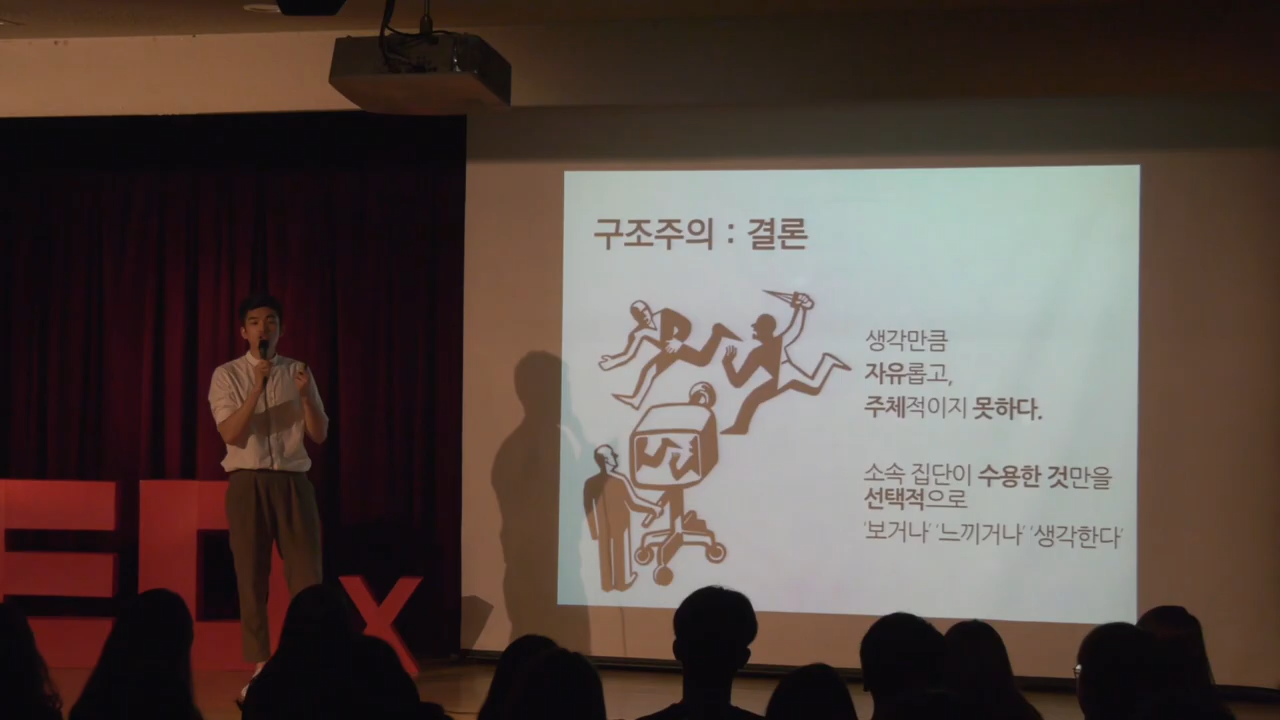 구조주의 : 결론
생각만큼
자유롭고,
주체적이지 못하다.
소속 집단이 수용한 것만을
선택적으로
'보거나' '느끼거나' '생각한다'
EDx